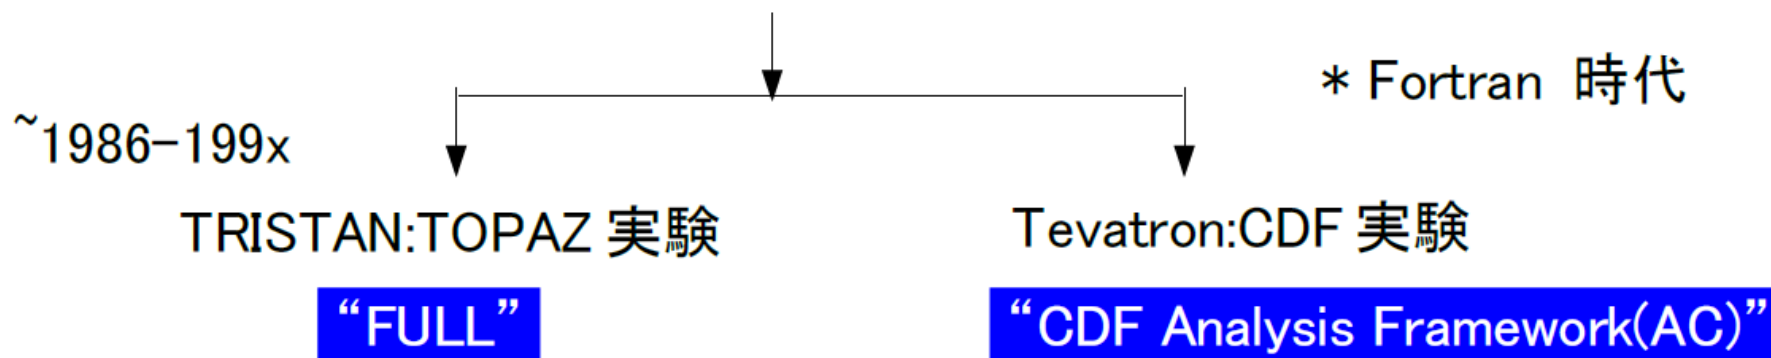 * Fortran 時代
~1986-199x
TRISTAN:TOPAZ 実験
Tevatron:CDF 実験
“FULL”
“CDF Analysis Framework(AC)”